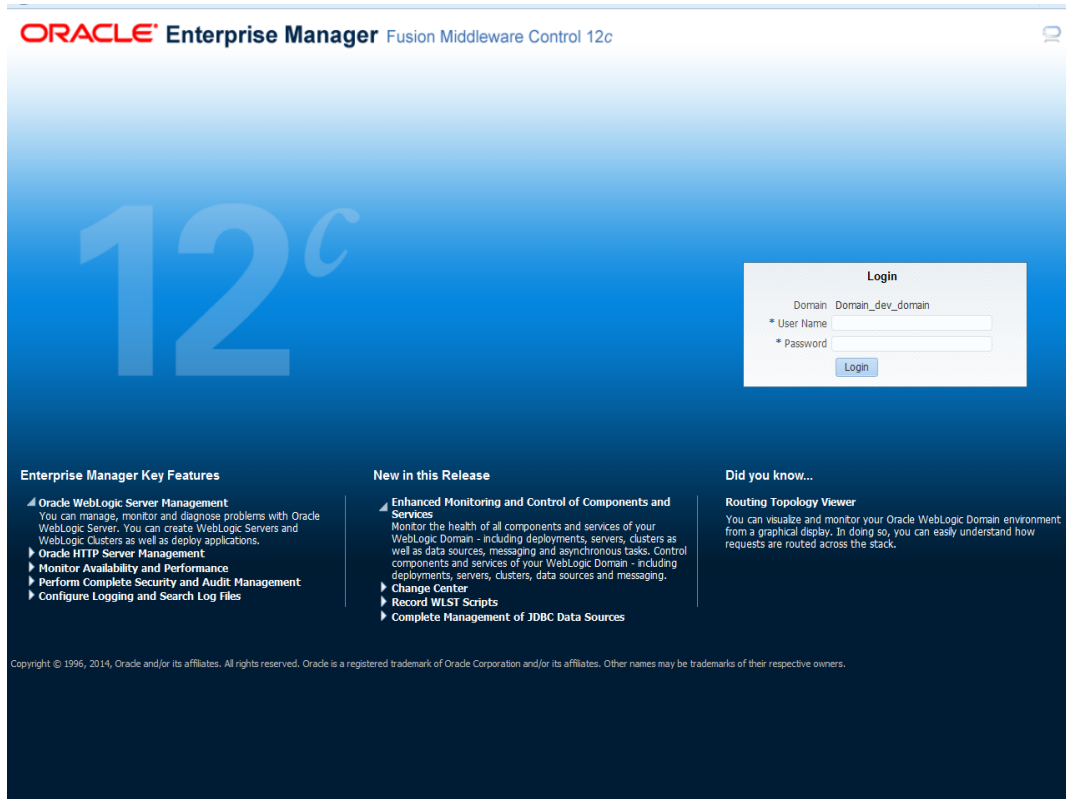 ORACLE Enterprise Manager Fusion Middleware Control 12c
12c
Login
Domain Domain_dev_domain
* User Name
* Password
Login
Enterprise Manager Key Features
Oracle WebLogic Server Management
You can manage, monitor and diagnose problems with Oracle
WebLogic Server. You can create WebLogic Servers and
WebLogic Clusters as well as deploy applications.
Oracle HTTP Server Management
Monitor Availability and Performance
Perform Complete Security and Audit Management
Configure Logging and Search Log Files
New in this Release
Enhanced Monitoring and Control of Components and
Services
Monitor the health of all components and services of your
WebLogic Domain - including deployments, servers, clusters as
well as data sources, messaging and asynchronous tasks. Control
components and services of your WebLogic Domain - including
deployments, servers, clusters, data sources and messaging.
Change Center
Record WLST Scripts
Complete Management of JDBC Data Sources
Did you know...
Routing Topology Viewer
You can visualize and monitor your Oracle WebLogic Domain environment
from a graphical display. In doing so, you can easily understand how
requests are routed across the stack.
Copyright © 1996, 2014, Oracle and/or its affiliates. All rights reserved. Oracle is a registered trademark of Oracle Corporation and/or its affiliates. Other names may be trademarks of their respective owners.